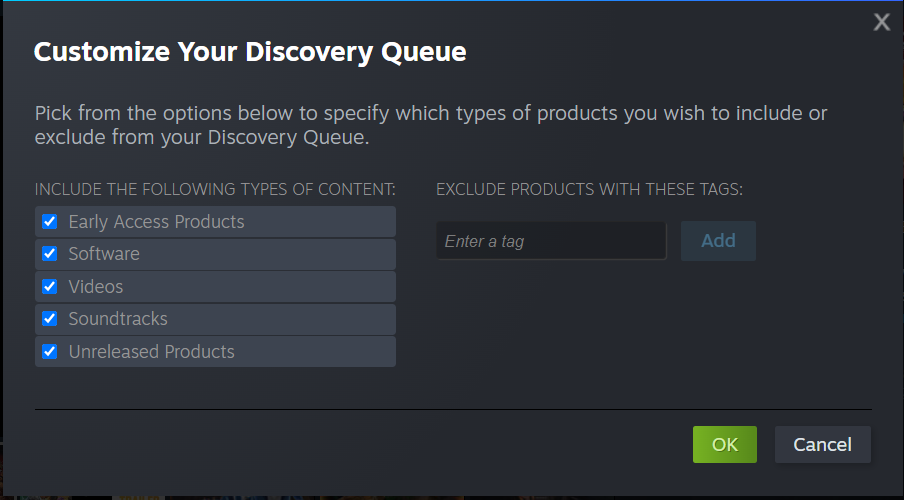 X
Customize Your Discovery Queue
Pick from the options below to specify which types of products you wish to include or
exclude from your Discovery Queue.
INCLUDE THE FOLLOWING TYPES OF CONTENT:
Early Access Products
Software
Videos
Soundtracks
Unreleased Products
EXCLUDE PRODUCTS WITH THESE TAGS:
Enter a tag
Add
OK
Cancel